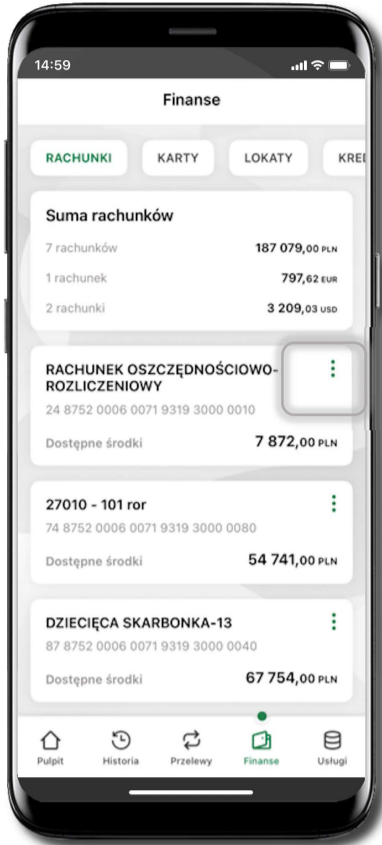 14:59
Finanse
RACHUNKI KARTY LOKATY KRE
Suma rachunków
7 rachunków 187 079,00 PLN
1 rachunek 797,62 EUR
2 rachunki 3 209,03 USD
RACHUNEK OSZCZĘDNOŚCIOWO-
ROZLICZENIOWY
24 8752 0006 0071 9319 3000 0010
Dostępne środki 7 872,00 PLN
27010 - 101 ror
74 8752 0006 0071 9319 3000 0080
Dostępne środki 54 741,00 PLN
DZIECIĘCA SKARBONKA-13
87 8752 0006 0071 9319 3000 0040
Dostępne środki 67 754,00 PLN
Pulpit Historia Przelewy Finanse Usługi